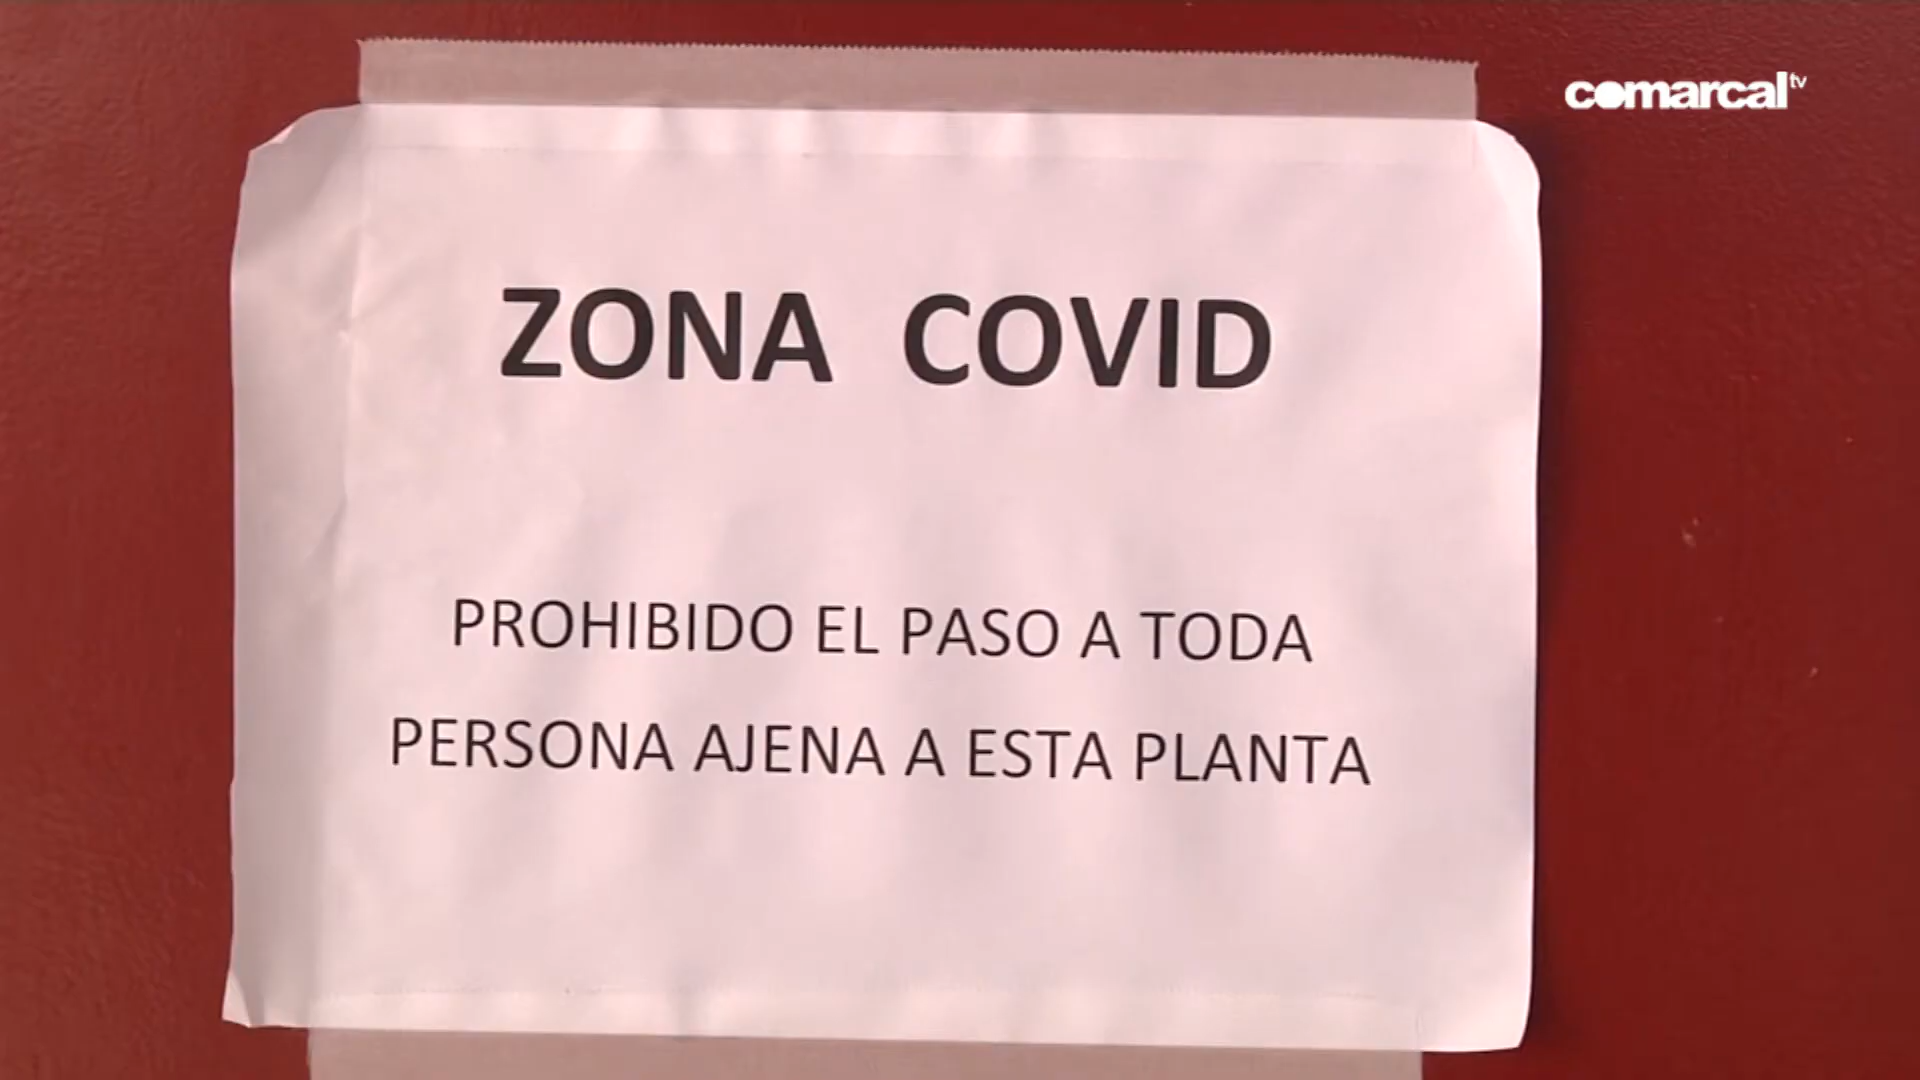 comarcal tv
ZONA COVID
PROHIBIDO EL PASO A TODA
PERSONA AJENA A ESTA PLANTA